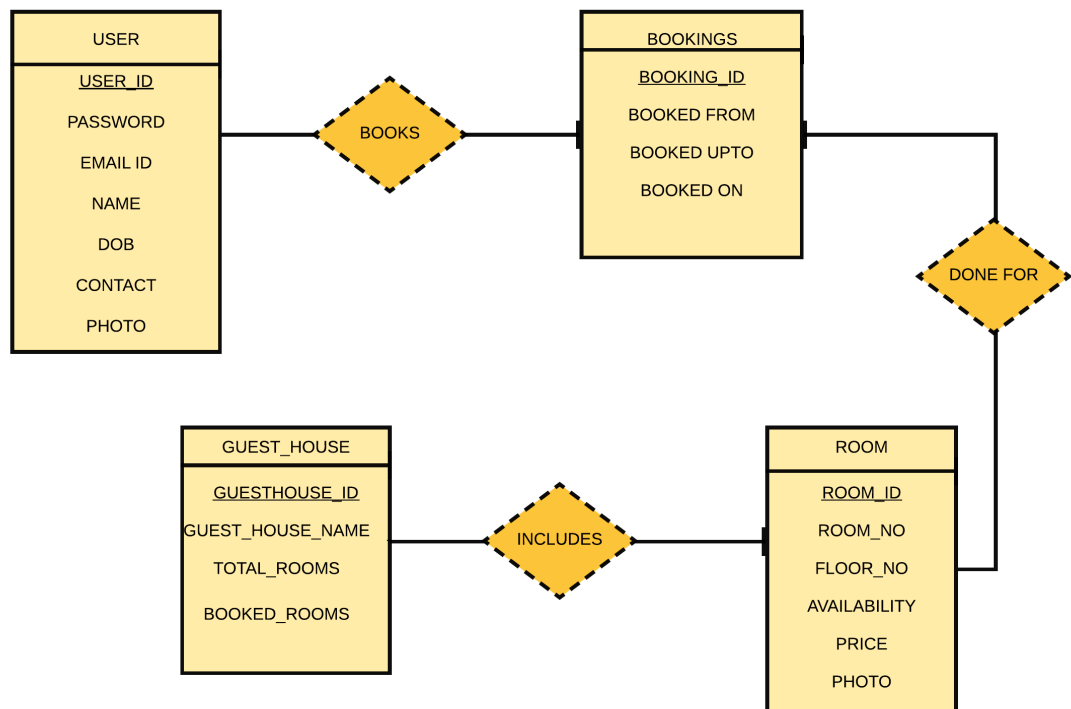 USER
USER_ID
PASSWORD
EMAIL ID
NAME
DOB
CONTACT
PHOTO
BOOKS
BOOKINGS
BOOKING_ID
BOOKED FROM
BOOKED UPTO
BOOKED ON
DONE FOR
GUEST_HOUSE
GUESTHOUSE_ID
GUEST_HOUSE_NAME
TOTAL_ROOMS
BOOKED_ROOMS
INCLUDES
ROOM
ROOM_ID
ROOM_NO
FLOOR_NO
AVAILABILITY
PRICE
PHOTO